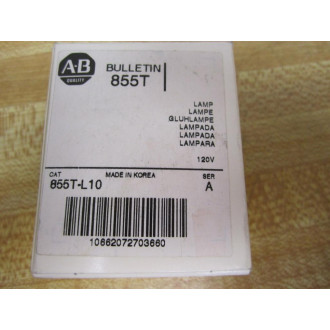 A-B
QUALITY
BULLETIN
855T
LAMP
LAMPE
GLUHLAMPE
LAMPADA
LAMPADA
LAMPARA
120V
CAT
MADE IN KOREA
SER
855T-L10
A
10662072703660